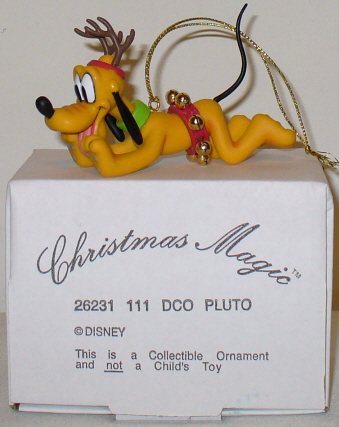 Christmas Magic™
26231 111 DCO PLUTO
©DISNEY
This is a Collectible Ornament
and not a Child's Toy